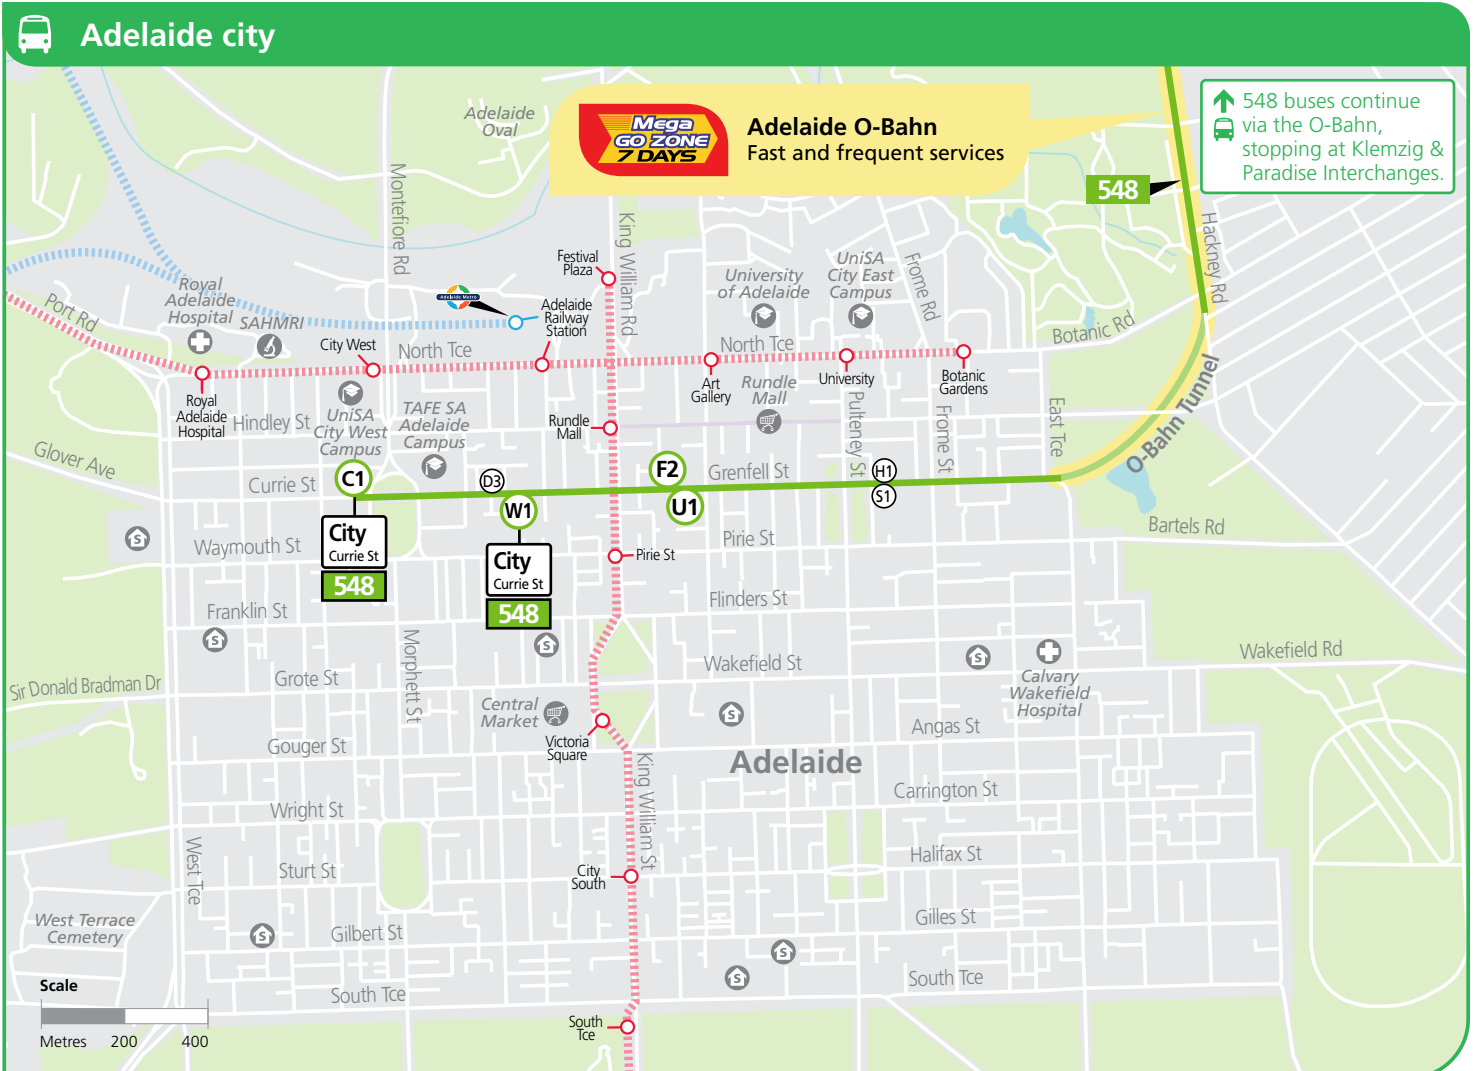 Adelaide city
548 buses continue
via the O-Bahn,
stopping at Klemzig &
Paradise Interchanges.
Mega
GO ZONE
7 DAYS
Adelaide O-Bahn
Fast and frequent services
548
Adelaide
Oval
Montefiore Rd
King William Rd
Hackney Rd
Festival
Plaza
University
of Adelaide
UniSA
City East
Campus
Frome Rd
Royal
Adelaide
Hospital
SAHMRI
Port Rd
Adelaide Metro
Adelaide
Railway
Station
City West
North Tce
North Tce
Botanic Rd
Royal
Adelaide
Hospital
Hindley St
UniSA
City West
Campus
TAFE SA
Adelaide
Campus
Rundle
Mall
Art
Gallery
Rundle
Mall
University
Botanic
Gardens
Pulteney St
Frome St
East Tce
O-Bahn Tunnel
Glover Ave
Currie St
C1
D3
W1
F2
U1
Grenfell St
H1
S1
City
Currie St
548
City
Currie St
548
Waymouth St
Pirie St
Pirie St
Bartels Rd
Franklin St
Flinders St
Morphett St
S
S
S
S
S
Grote St
Wakefield St
Wakefield Rd
Calvary
Wakefield
Hospital
Sir Donald Bradman Dr
Central
Market
Victoria
Square
Gouger St
Angas St
Adelaide
King William St
Wright St
Carrington St
West Tce
Sturt St
City
South
Halifax St
West Terrace
Cemetery
Gilbert St
Gilles St
S
S
S
South Tce
South Tce
South
Tce
Scale
Metres 200 400